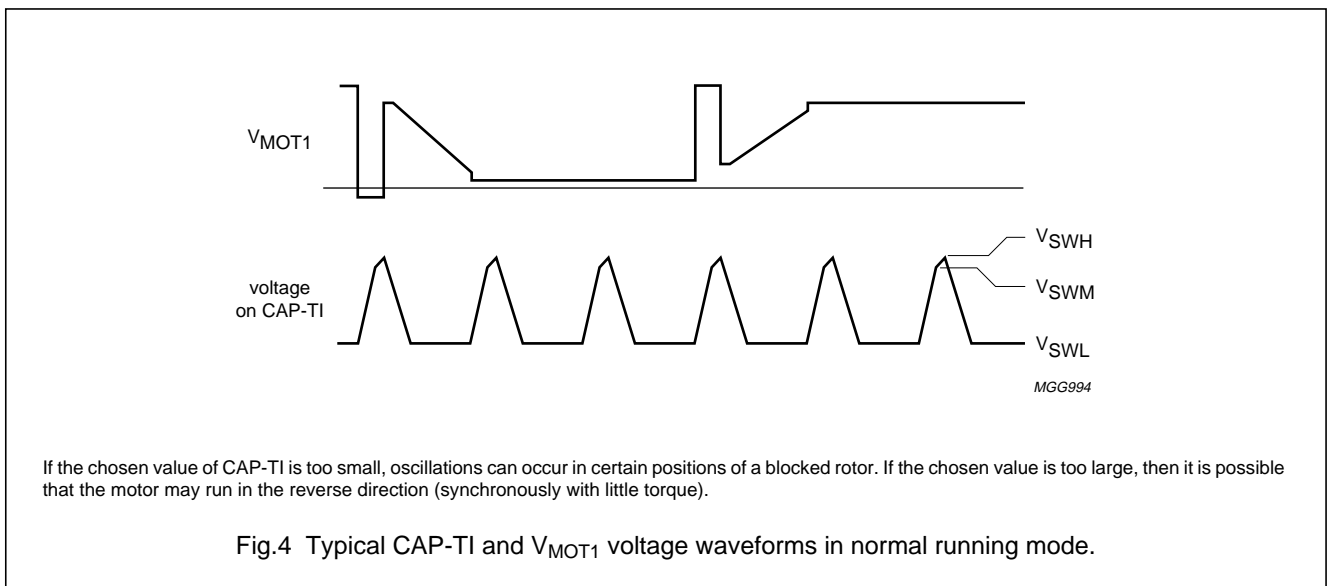 VMOT1
voltage
on CAP-TI
VSWH
VSWM
VSWL
MGG994
If the chosen value of CAP-TI is too small, oscillations can occur in certain positions of a blocked rotor. If the chosen value is too large, then it is possible
that the motor may run in the reverse direction (synchronously with little torque).
Fig.4 Typical CAP-TI and VMOT1 voltage waveforms in normal running mode.